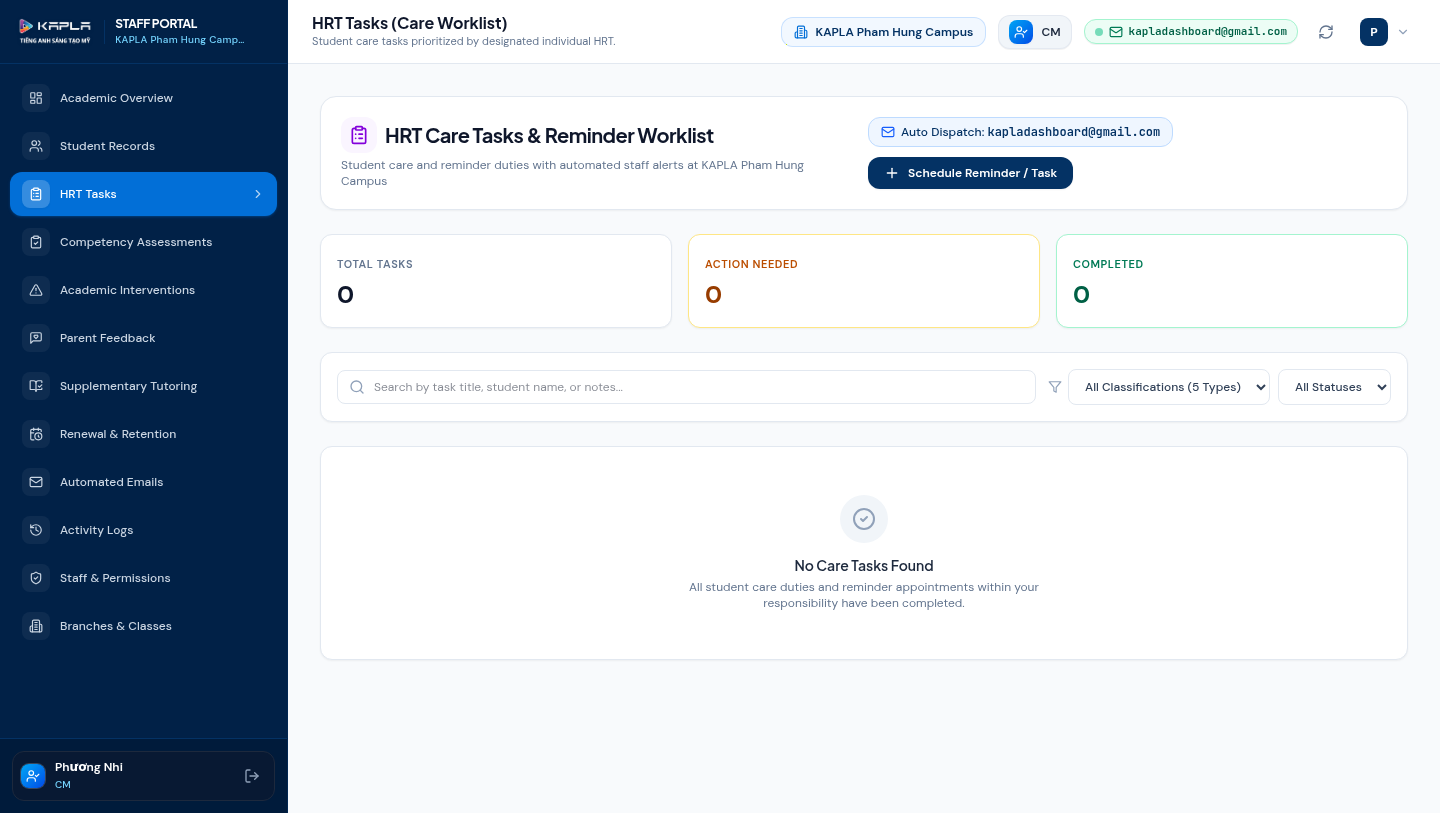 KAPLA
TIẾNG ANH SÁNG TẠO MỸ
STAFF PORTAL
KAPLA Pham Hung Camp...
Academic Overview
Student Records
HRT Tasks
Competency Assessments
Academic Interventions
Parent Feedback
Supplementary Tutoring
Renewal & Retention
Automated Emails
Activity Logs
Staff & Permissions
Branches & Classes
Phương Nhi
CM
HRT Tasks (Care Worklist)
Student care tasks prioritized by designated individual HRT.
KAPLA Pham Hung Campus
CM
kapladashboard@gmail.com
P
HRT Care Tasks & Reminder Worklist
Student care and reminder duties with automated staff alerts at KAPLA Pham Hung
Campus
Auto Dispatch: kapladashboard@gmail.com
Schedule Reminder / Task
TOTAL TASKS
0
ACTION NEEDED
0
COMPLETED
0
Search by task title, student name, or notes...
All Classifications (5 Types)
All Statuses
No Care Tasks Found
All student care duties and reminder appointments within your
responsibility have been completed.